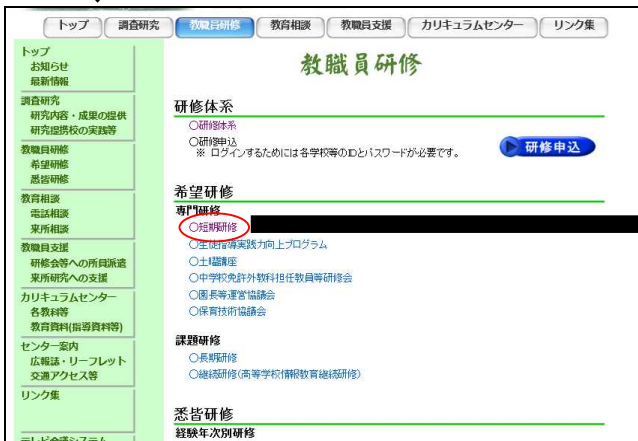 トップ
調査研究
教職員研修
教育相談
教職員支援
カリキュラムセンター
リンク集
トップ
お知らせ
最新情報
調査研究
研究内容・成果の提供
研究提携校の実践等
教職員研修
希望研修
悉皆研修
教育相談
電話相談
来所相談
教職員支援
研修会等への所員派遣
来所研究への支援
カリキュラムセンター
各教科等
教育資料(指導資料等)
センター案内
広報誌・リーフレット
交通アクセス等
リンク集
テレビ会議システム
教職員研修
研修体系
○研修体系
○研修申込
※ ログインするためには各学校等のIDとパスワードが必要です。
研修申込
希望研修
専門研修
○短期研修
○生徒指導実践力向上プログラム
○土曜講座
○中学校免許外教科担任教員等研修会
○園長等運営協議会
○保育技術協議会
課題研修
○長期研修
○継続研修(高等学校情報教育継続研修)
悉皆研修
経験年次別研修